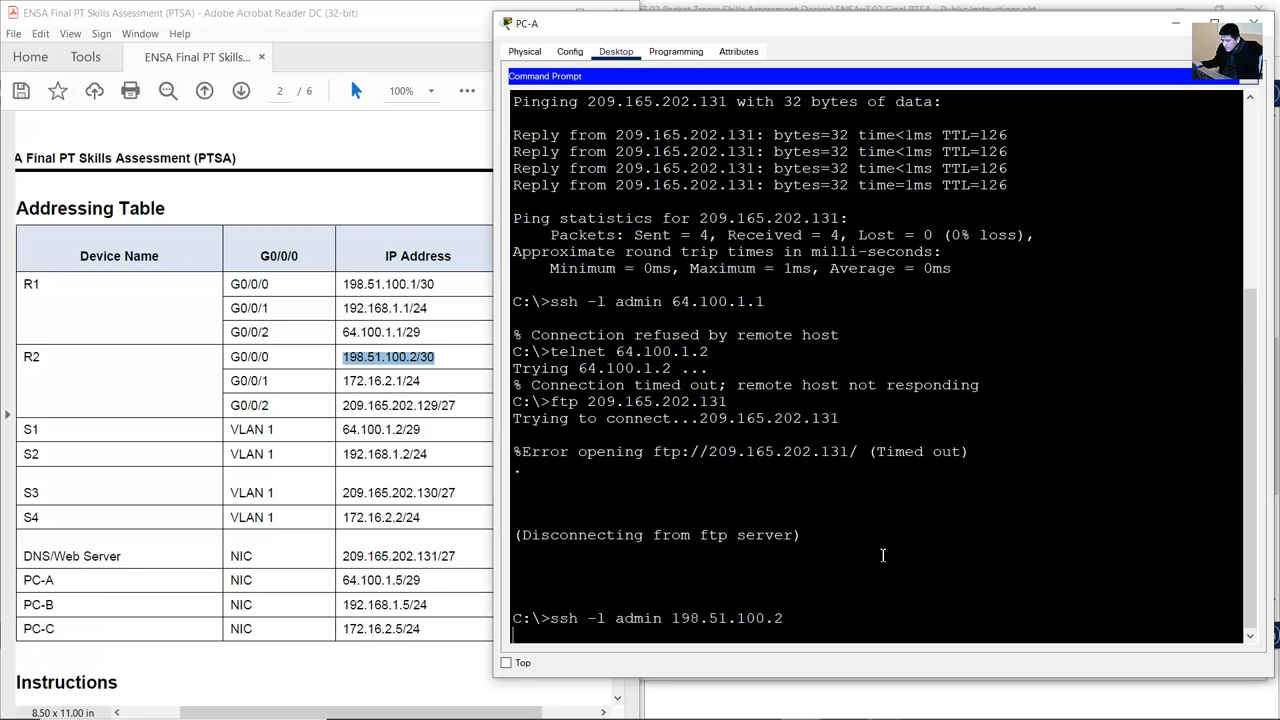 ENSA Final PT Skills Assessment (PTSA) - Adobe Acrobat Reader DC (32-bit)
File Edit View Sign Window Help
Home Tools ENSA Final PT Skills... ×
2 / 6 100%
A Final PT Skills Assessment (PTSA)
Addressing Table
Device Name G0/0/0 IP Address
R1 G0/0/0 198.51.100.1/30
G0/0/1 192.168.1.1/24
G0/0/2 64.100.1.1/29
R2 G0/0/0 198.51.100.2/30
G0/0/1 172.16.2.1/24
G0/0/2 209.165.202.129/27
S1 VLAN 1 64.100.1.2/29
S2 VLAN 1 192.168.1.2/24
S3 VLAN 1 209.165.202.130/27
S4 VLAN 1 172.16.2.2/24
DNS/Web Server NIC 209.165.202.131/27
PC-A NIC 64.100.1.5/29
PC-B NIC 192.168.1.5/24
PC-C NIC 172.16.2.5/24
Instructions
8.50 x 11.00 in
PC-A
Physical Config Desktop Programming Attributes
Command Prompt
Pinging 209.165.202.131 with 32 bytes of data:
Reply from 209.165.202.131: bytes=32 time<1ms TTL=126
Reply from 209.165.202.131: bytes=32 time<1ms TTL=126
Reply from 209.165.202.131: bytes=32 time<1ms TTL=126
Reply from 209.165.202.131: bytes=32 time=1ms TTL=126
Ping statistics for 209.165.202.131:
Packets: Sent = 4, Received = 4, Lost = 0 (0% loss),
Approximate round trip times in milli-seconds:
Minimum = 0ms, Maximum = 1ms, Average = 0ms
C:\>ssh -l admin 64.100.1.1
% Connection refused by remote host
C:\>telnet 64.100.1.2
Trying 64.100.1.2 ...
% Connection timed out; remote host not responding
C:\>ftp 209.165.202.131
Trying to connect...209.165.202.131
%Error opening ftp://209.165.202.131/ (Timed out)
.
(Disconnecting from ftp server)
C:\>ssh -l admin 198.51.100.2
Top